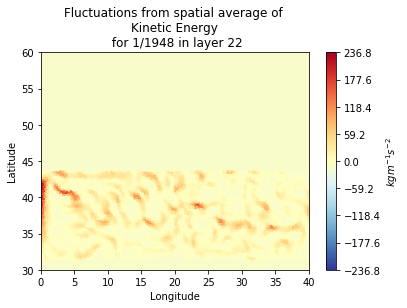 Fluctuations from spatial average of
Kinetic Energy
for 1/1948 in layer 22
60
55
50
45
40
35
30
Latitude
0 5 10 15 20 25 30 35 40
Longitude
236.8
177.6
118.4
59.2
0.0
−59.2
−118.4
−177.6
−236.8
kgm⁻¹s⁻²